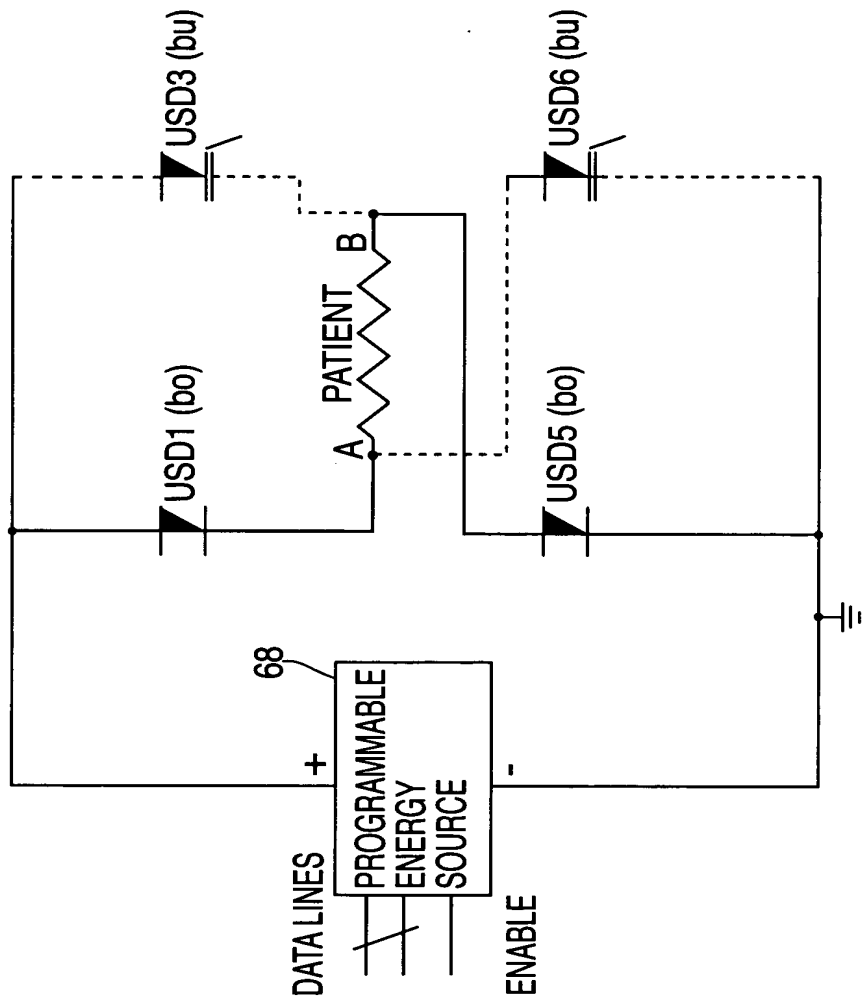 USD3 (bu)
USD6 (bu)
B
PATIENT
A
USD1 (bo)
USD5 (bo)
68
+
PROGRAMMABLE
ENERGY
SOURCE
-
DATA LINES
ENABLE